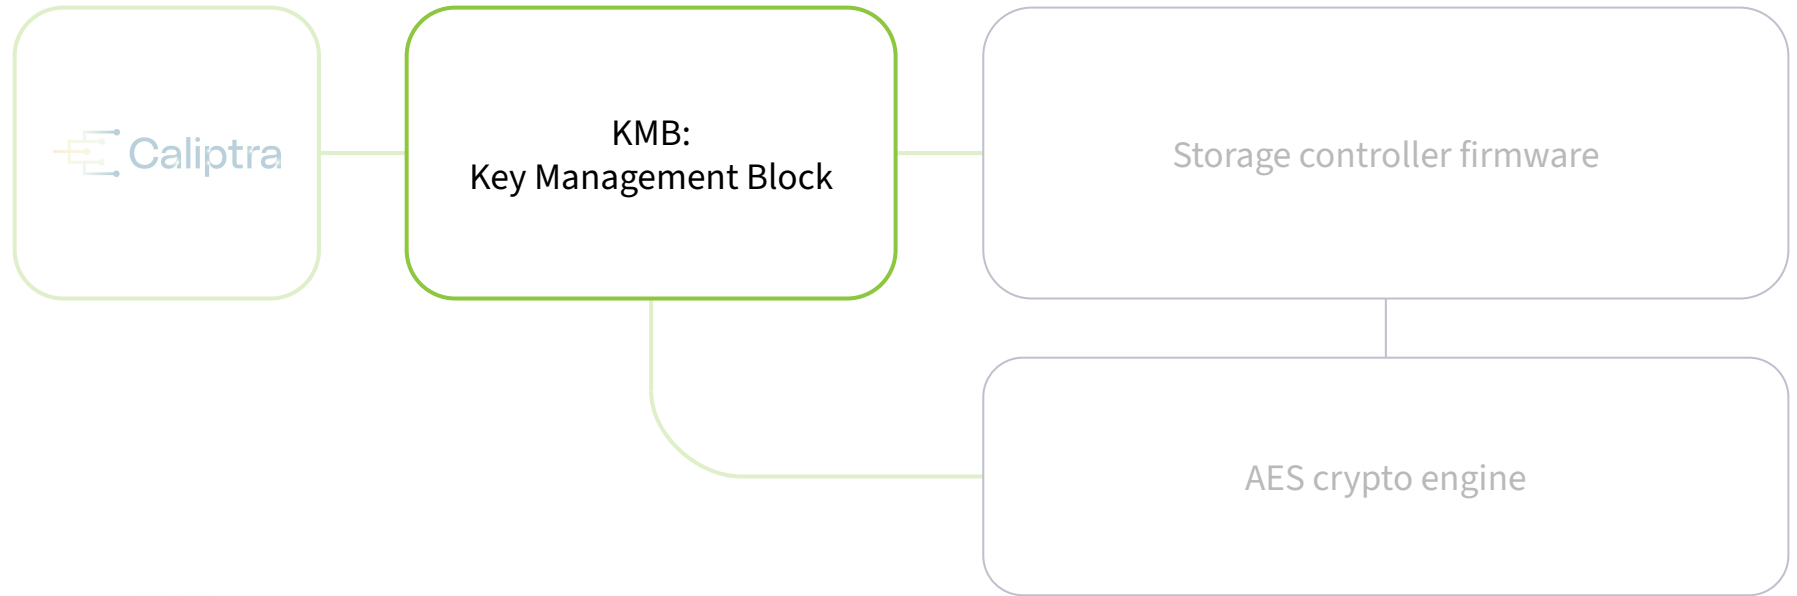 Caliptra
KMB:
Key Management Block
Storage controller firmware
AES crypto engine